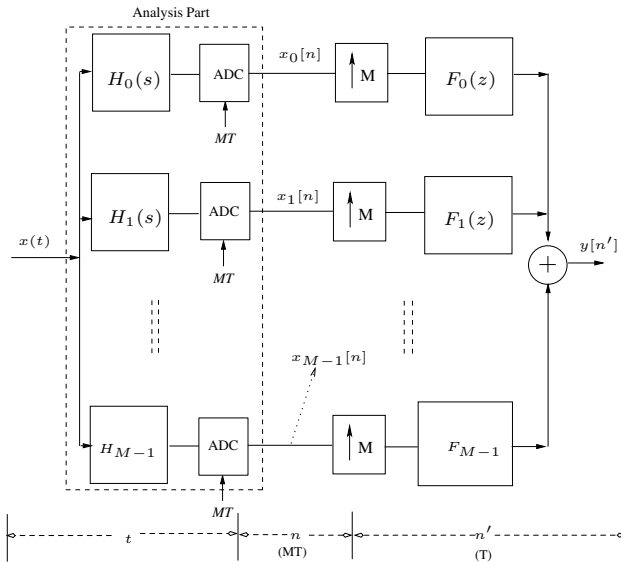 Analysis Part
H_0(s) ADC x_0[n] M F_0(z)
MT
H_1(s) ADC x_1[n] M F_1(z)
MT
x(t) + y[n']
x_{M-1}[n]
H_{M-1} ADC M F_{M-1}
MT
t n n'
(MT) (T)